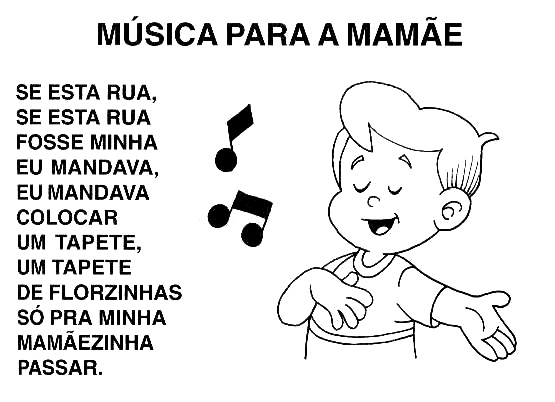 MÚSICA PARA A MAMÃE
SE ESTA RUA,
SE ESTA RUA
FOSSE MINHA
EU MANDAVA,
EU MANDAVA
COLOCAR
UM TAPETE,
UM TAPETE
DE FLORZINHAS
SÓ PRA MINHA
MAMÃEZINHA
PASSAR.